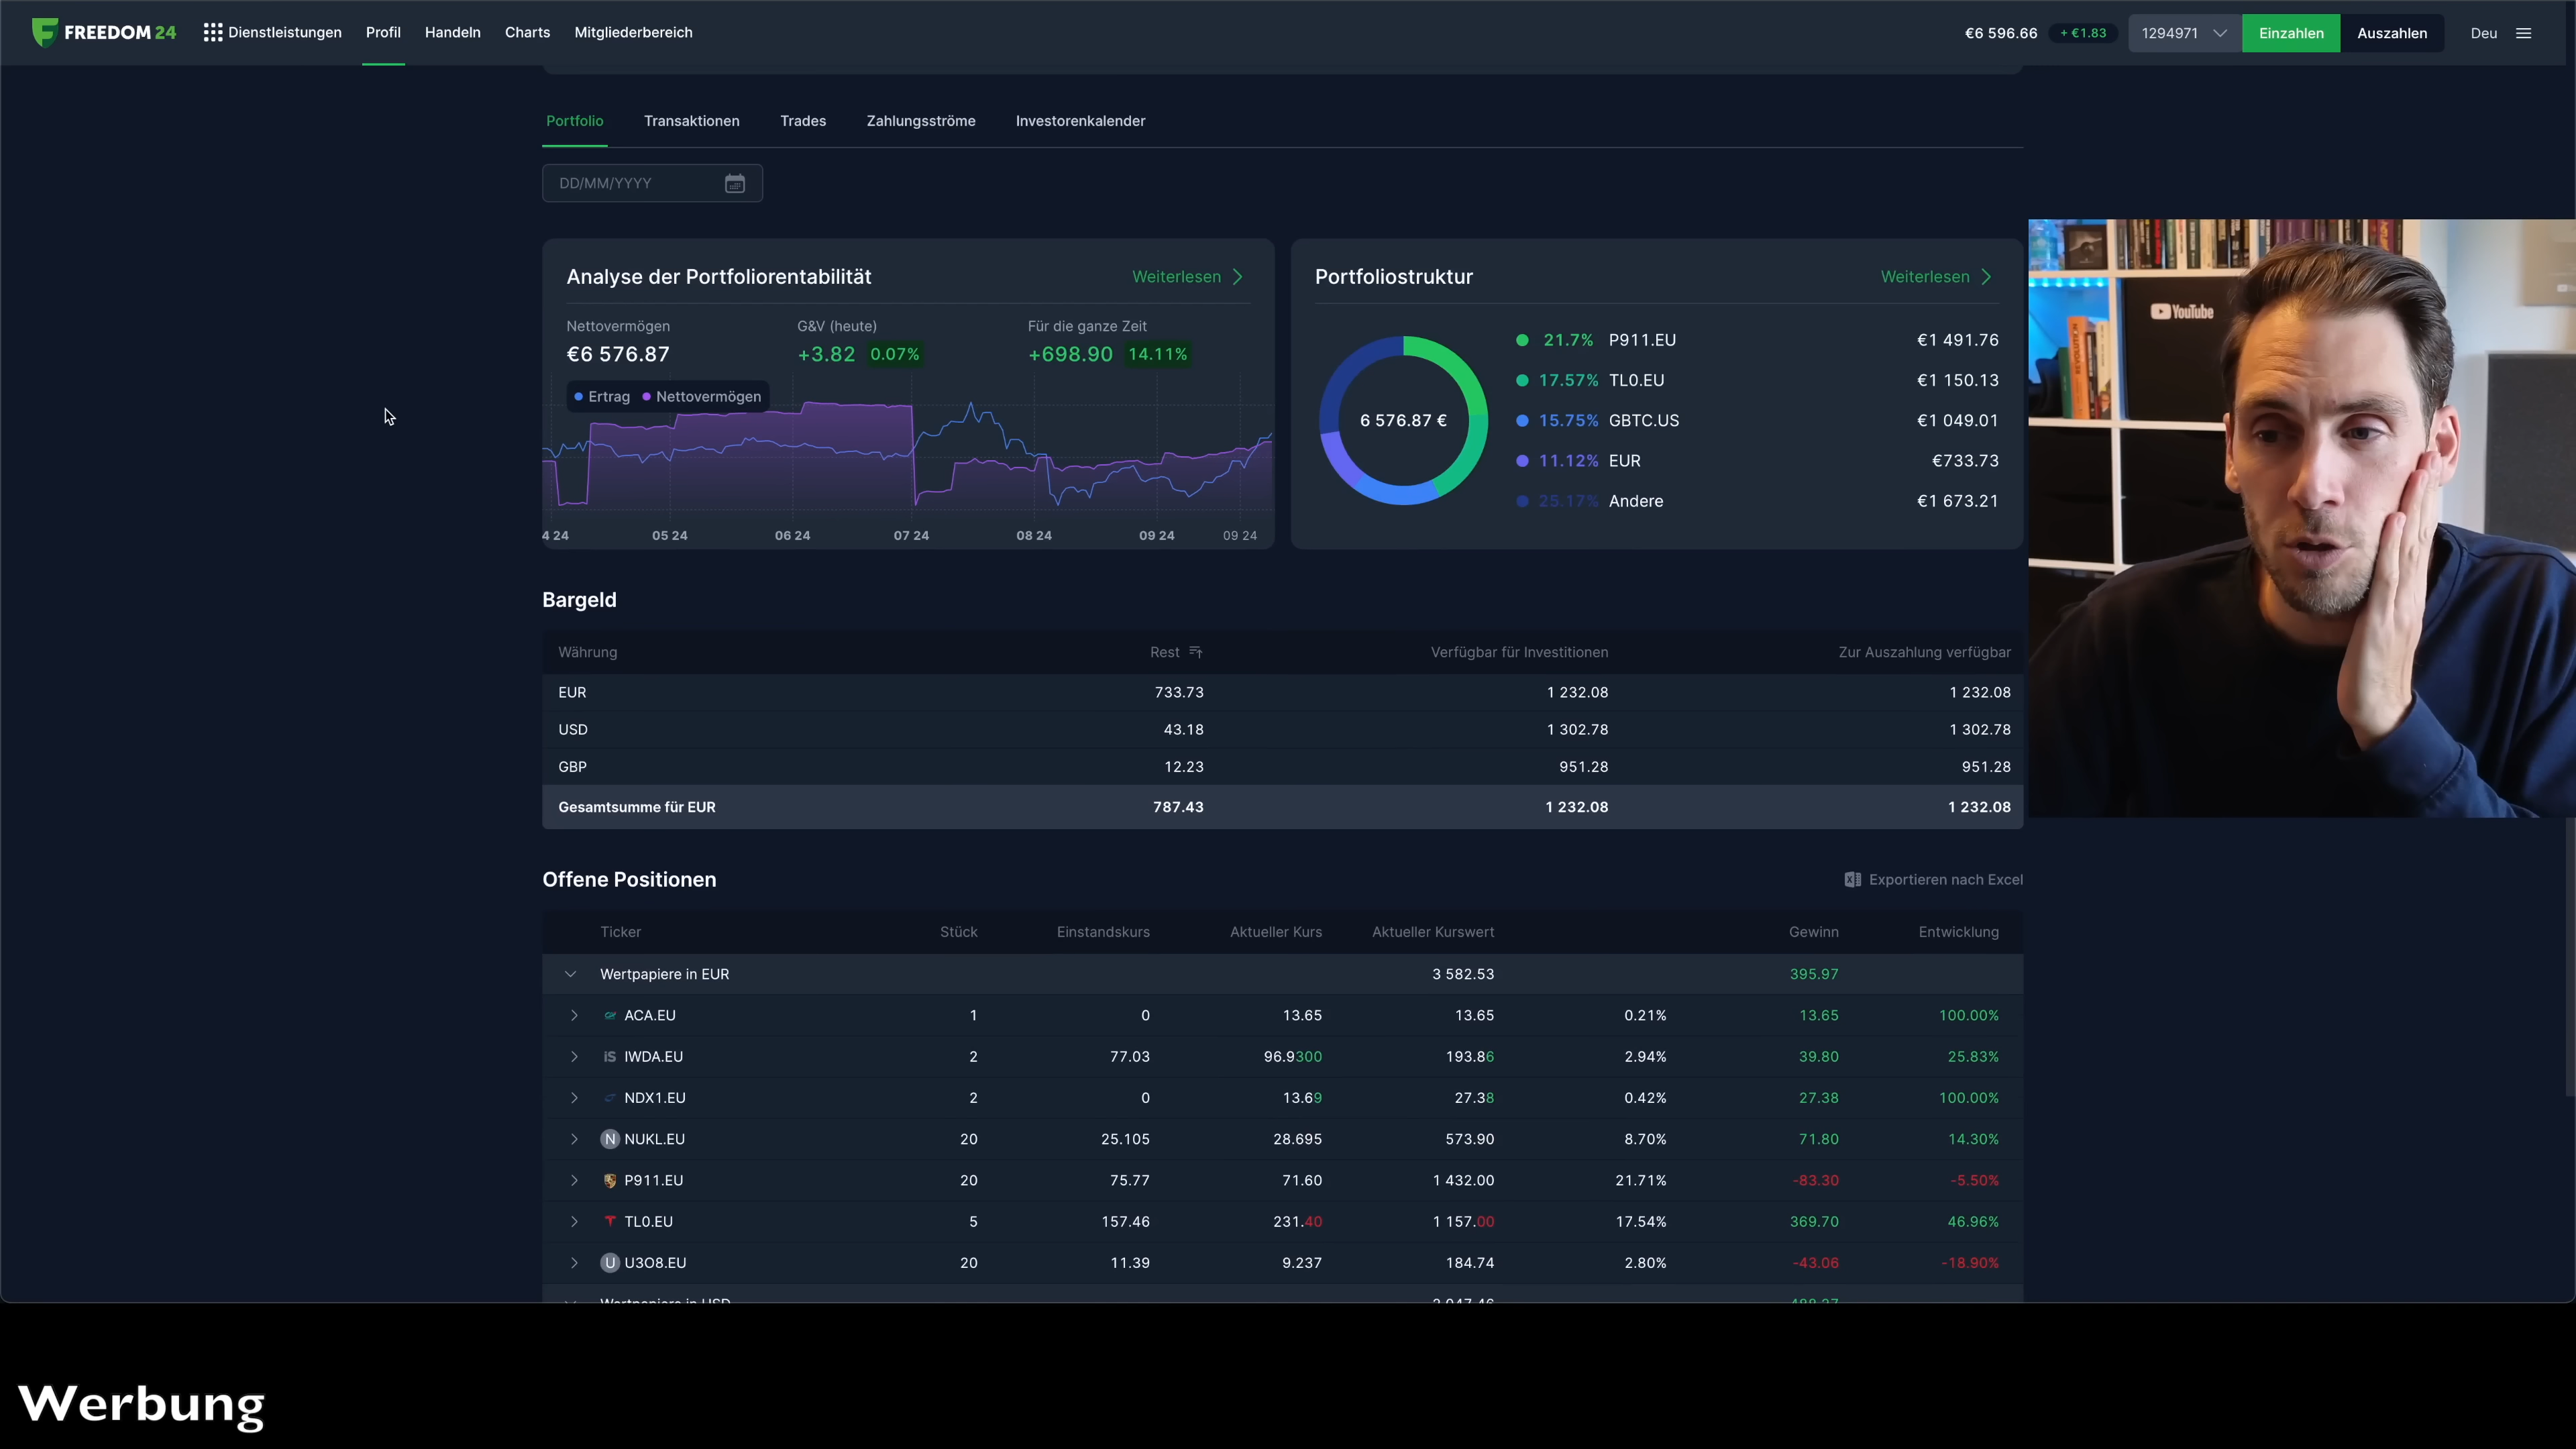 FREEDOM 24 Dienstleistungen Profil Handeln Charts Mitgliederbereich €6 596.66 + €1.83 1294971 Einzahlen Auszahlen Deu
Portfolio Transaktionen Trades Zahlungsströme Investorenkalender
DD/MM/YYYY
Analyse der Portfoliorentabilität Weiterlesen
Nettovermögen G&V (heute) Für die ganze Zeit
€6 576.87 +3.82 0.07% +698.90 14.11%
Ertrag Nettovermögen
4 24 05 24 06 24 07 24 08 24 09 24 09 24
Portfoliostruktur Weiterlesen
6 576.87 €
21.7% P911.EU €1 491.76
17.57% TL0.EU €1 150.13
15.75% GBTC.US €1 049.01
11.12% EUR €733.73
25.17% Andere €1 673.21
YouTube
Bargeld
Währung Rest Verfügbar für Investitionen Zur Auszahlung verfügbar
EUR 733.73 1 232.08 1 232.08
USD 43.18 1 302.78 1 302.78
GBP 12.23 951.28 951.28
Gesamtsumme für EUR 787.43 1 232.08 1 232.08
Offene Positionen Exportieren nach Excel
Ticker Stück Einstandskurs Aktueller Kurs Aktueller Kurswert Gewinn Entwicklung
Wertpapiere in EUR 3 582.53 395.97
ACA.EU 1 0 13.65 13.65 0.21% 13.65 100.00%
iS IWDA.EU 2 77.03 96.9300 193.86 2.94% 39.80 25.83%
NDX1.EU 2 0 13.69 27.38 0.42% 27.38 100.00%
N NUKL.EU 20 25.105 28.695 573.90 8.70% 71.80 14.30%
P911.EU 20 75.77 71.60 1 432.00 21.71% -83.30 -5.50%
TL0.EU 5 157.46 231.40 1 157.00 17.54% 369.70 46.96%
U U3O8.EU 20 11.39 9.237 184.74 2.80% -43.06 -18.90%
Wertpapiere in USD
Werbung